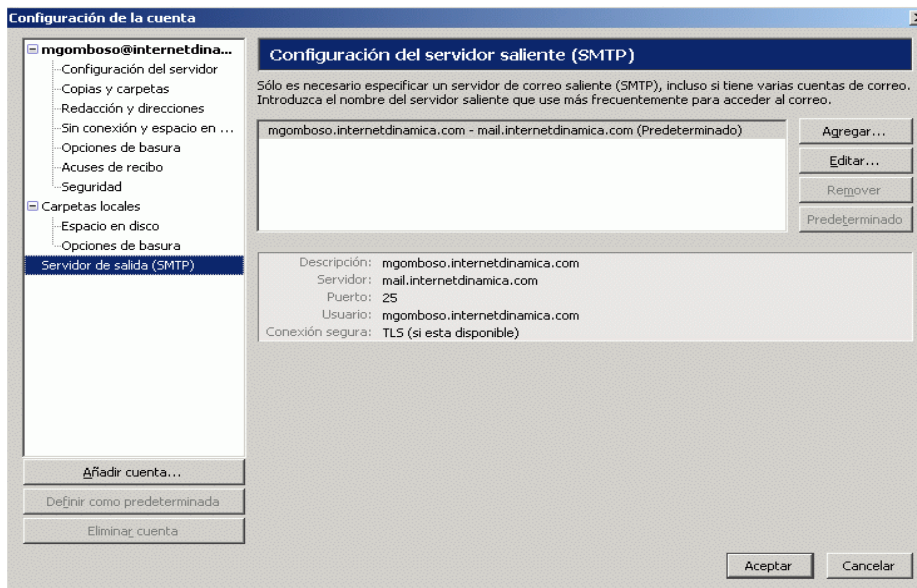 Configuración de la cuenta
mgomboso@internetdina...
Configuración del servidor
Copias y carpetas
Redacción y direcciones
Sin conexión y espacio en ...
Opciones de basura
Acuses de recibo
Seguridad
Carpetas locales
Espacio en disco
Opciones de basura
Servidor de salida (SMTP)
Añadir cuenta...
Definir como predeterminada
Eliminar cuenta
Configuración del servidor saliente (SMTP)
Sólo es necesario especificar un servidor de correo saliente (SMTP), incluso si tiene varias cuentas de correo.
Introduzca el nombre del servidor saliente que use más frecuentemente para acceder al correo.
mgomboso.internetdinamica.com - mail.internetdinamica.com (Predeterminado)
Agregar...
Editar...
Remover
Predeterminado
Descripción: mgomboso.internetdinamica.com
Servidor: mail.internetdinamica.com
Puerto: 25
Usuario: mgomboso.internetdinamica.com
Conexión segura: TLS (si esta disponible)
Aceptar
Cancelar